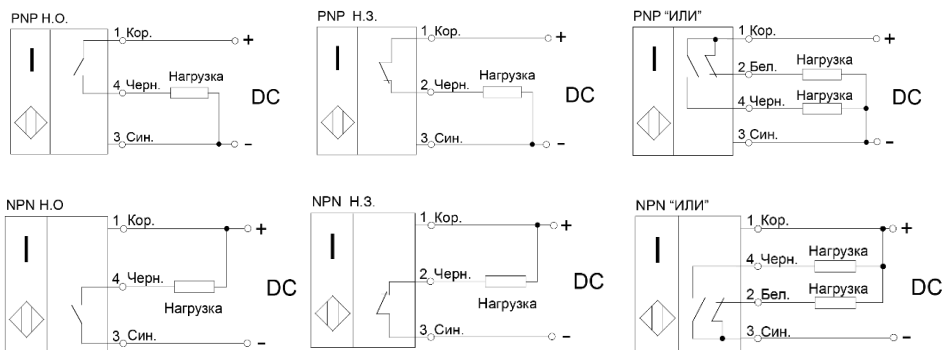 PNP Н.О.
1 Кор.
+
4 Черн.
Нагрузка
DC
3 Син.
-
PNP Н.З.
1 Кор.
+
2 Черн.
Нагрузка
DC
3 Син.
-
PNP “ИЛИ”
1 Кор.
+
2 Бел.
Нагрузка
4 Черн.
Нагрузка
DC
3 Син.
-
NPN Н.О
1 Кор.
+
4 Черн.
Нагрузка
DC
3 Син.
-
NPN Н.З.
1 Кор.
+
2 Черн.
Нагрузка
DC
3 Син.
-
NPN “ИЛИ”
1 Кор.
+
4 Черн.
Нагрузка
2 Бел.
Нагрузка
DC
3 Син.
-